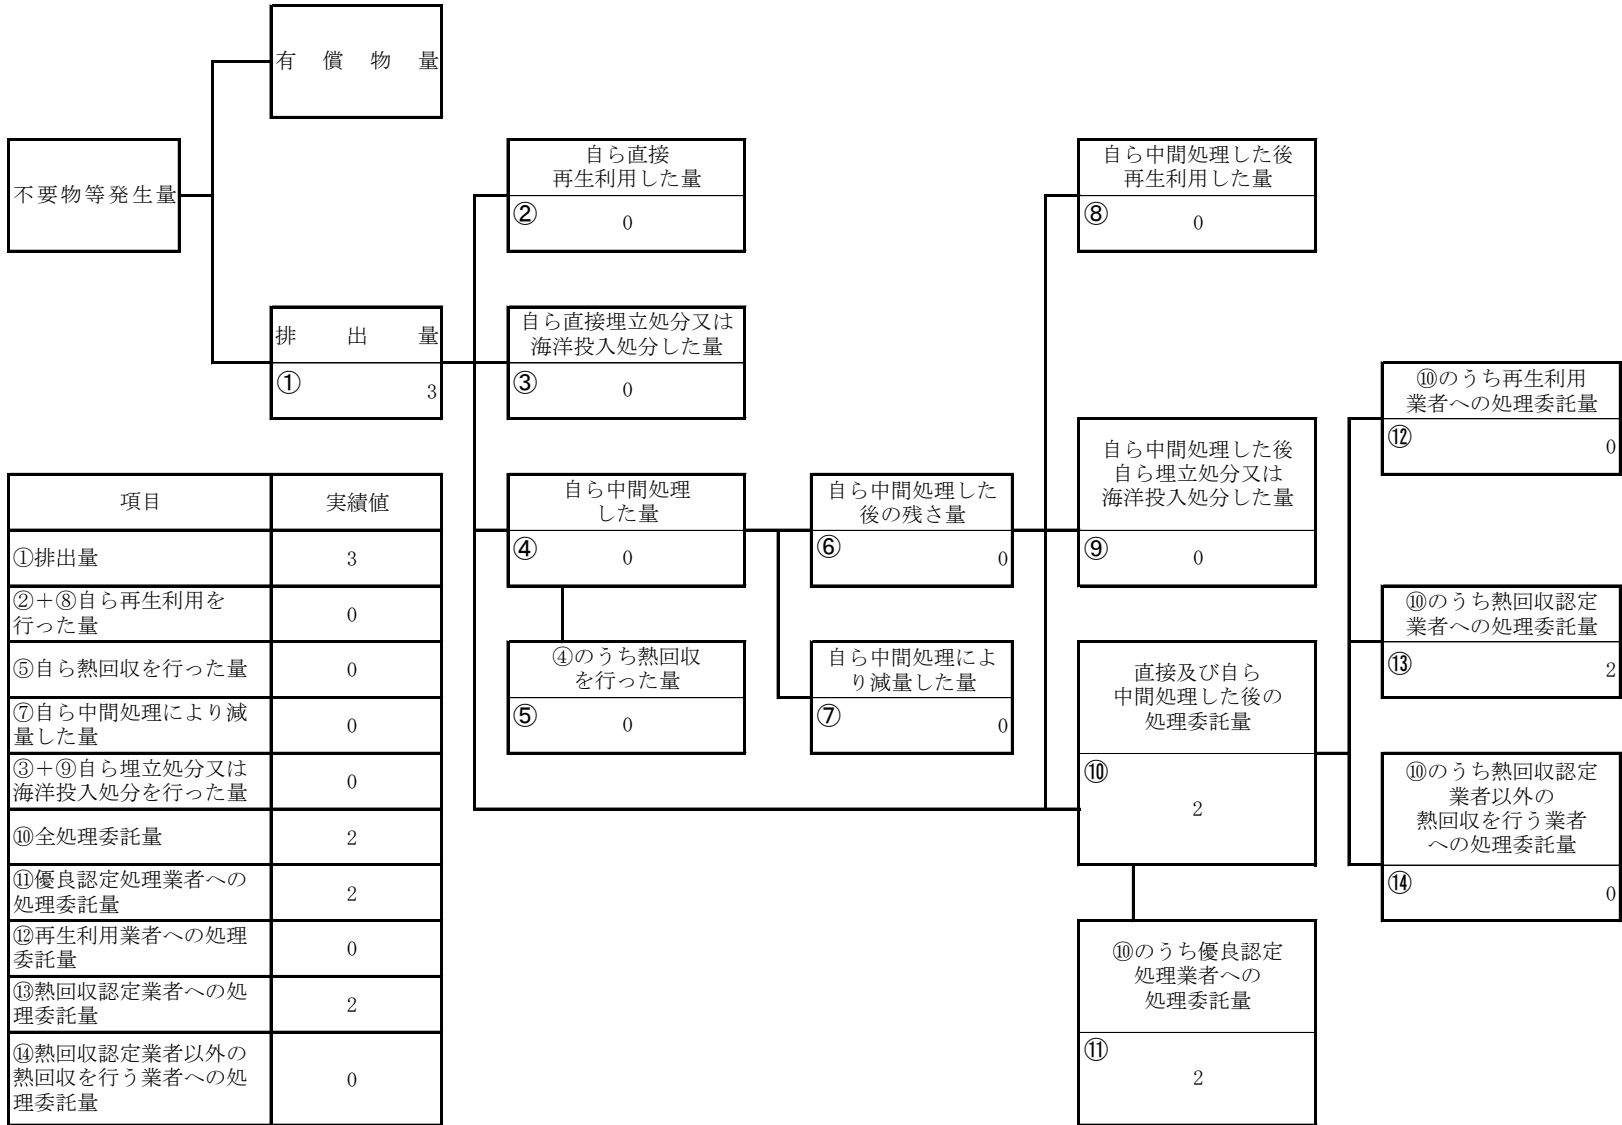 有償物量
不要物等発生量
排出量
①
3
自ら直接
再生利用した量
②
0
自ら直接埋立処分又は
海洋投入処分した量
③
0
自ら中間処理
した量
④
0
④のうち熱回収
を行った量
⑤
0
自ら中間処理した
後の残さ量
⑥
0
自ら中間処理によ
り減量した量
⑦
0
自ら中間処理した後
再生利用した量
⑧
0
自ら中間処理した後
自ら埋立処分又は
海洋投入処分した量
⑨
0
直接及び自ら
中間処理した後の
処理委託量
⑩
2
⑩のうち優良認定
処理業者への
処理委託量
⑪
2
⑩のうち再生利用
業者への処理委託量
⑫
0
⑩のうち熱回収認定
業者への処理委託量
⑬
2
⑩のうち熱回収認定
業者以外の
熱回収を行う業者
への処理委託量
⑭
0
項目 実績値
①排出量 3
②+⑧自ら再生利用を
行った量
0
⑤自ら熱回収を行った量 0
⑦自ら中間処理により減
量した量
0
③+⑨自ら埋立処分又は
海洋投入処分を行った量
0
⑩全処理委託量 2
⑪優良認定処理業者への
処理委託量
2
⑫再生利用業者への処理
委託量
0
⑬熱回収認定業者への処
理委託量
2
⑭熱回収認定業者以外の
熱回収を行う業者への処
理委託量
0